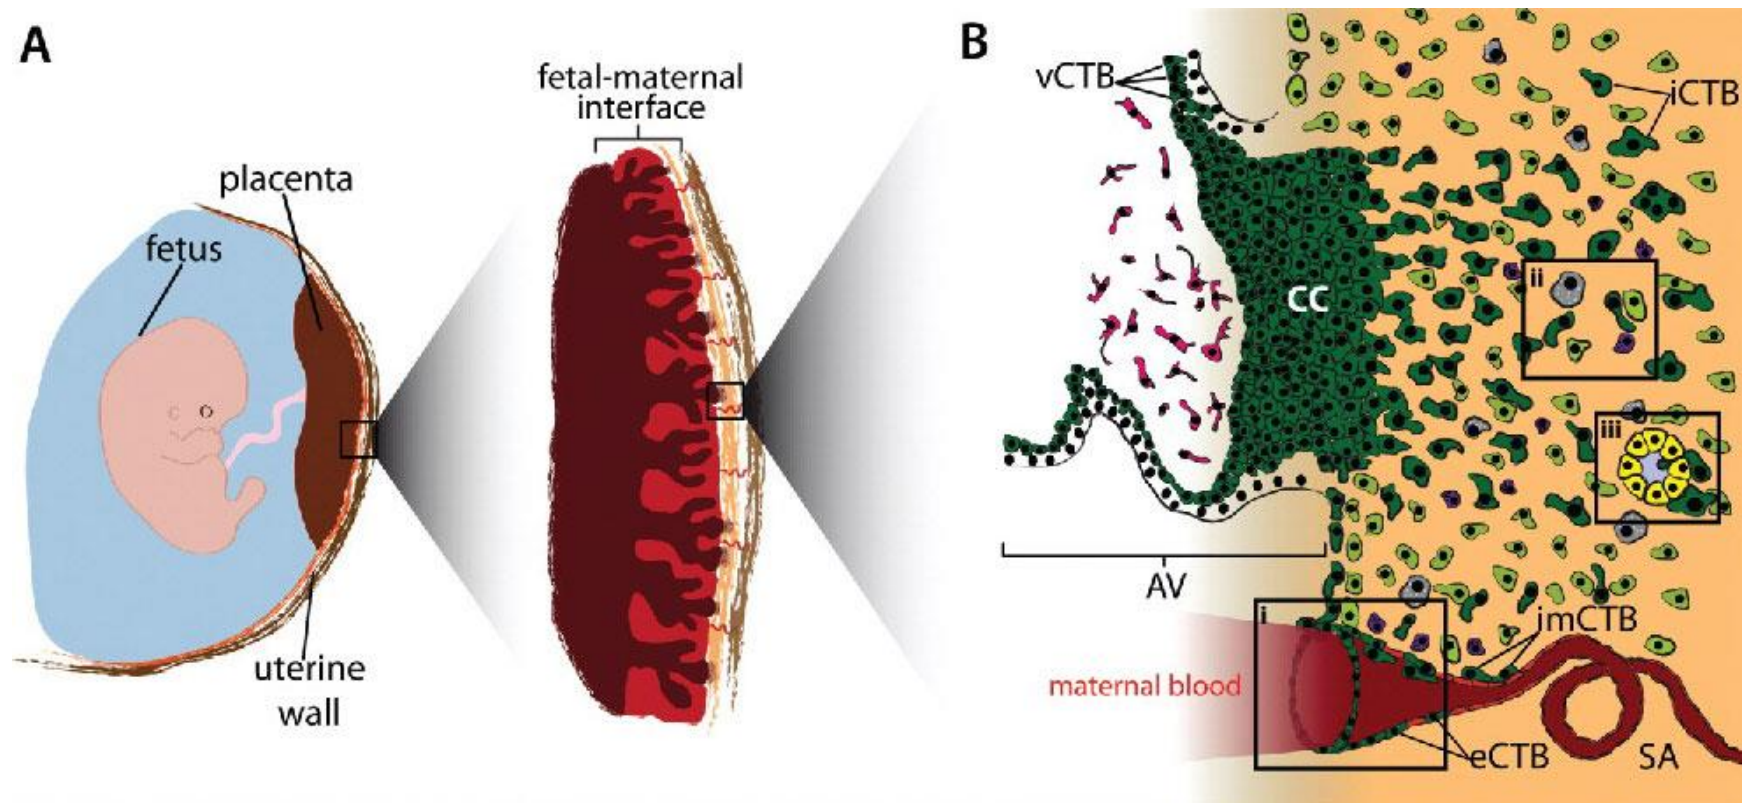 A
fetal-maternal
interface
placenta
fetus
uterine
wall
B
vCTB
iCTB
CC
ii
iii
AV
i
imCTB
maternal blood
eCTB
SA